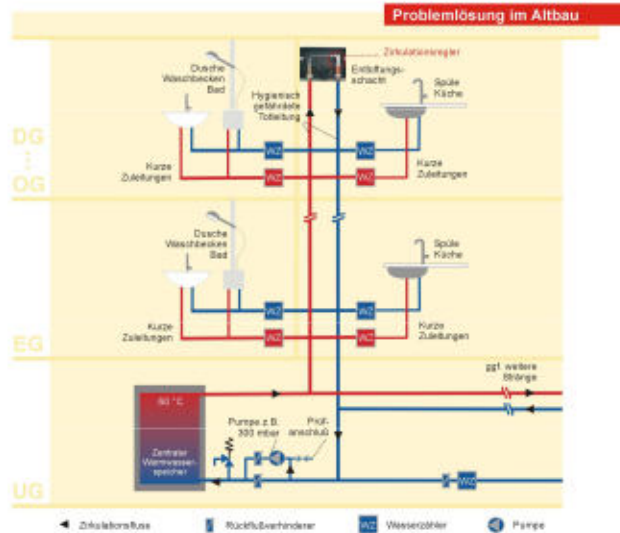 Problemlösung im Altbau
Zirkulationsregler
Dusche
Waschbecken
Bad
Entlüftungs-
schacht
Hygienisch
gefährdete
Totleitung
Spüle
Küche
DG
...
OG
WZ
WZ
WZ
WZ
Kurze
Zuleitungen
Kurze
Zuleitungen
Dusche
Waschbecken
Bad
Spüle
Küche
WZ
WZ
WZ
WZ
Kurze
Zuleitungen
Kurze
Zuleitungen
EG
ggf. weitere
Stränge
60 °C
Pumpe z.B.
300 mbar
Prüf-
anschluß
Zentraler
Warmwasser-
speicher
WZ
UG
Zirkulationsfluss
Rückflußverhinderer
WZ
Wasserzähler
Pumpe